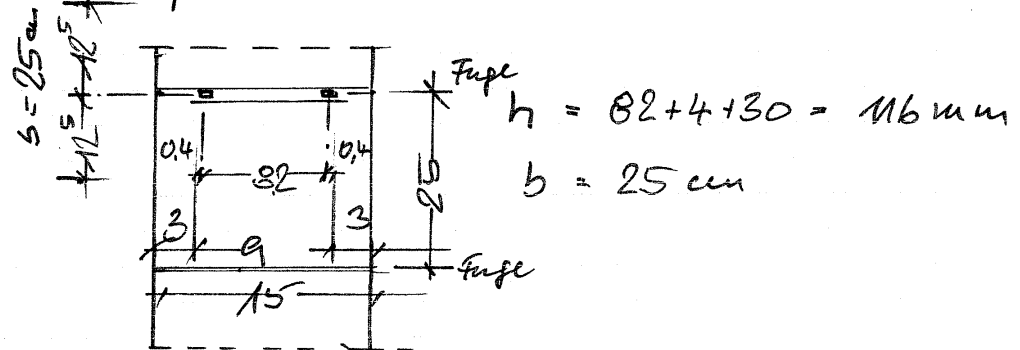 b = 25 cm
12⁵
12⁵
Fuge
h = 82+4+30 = 116 mm
b = 25 cm
0,4
0,4
82
25
3
9
3
Fuge
15